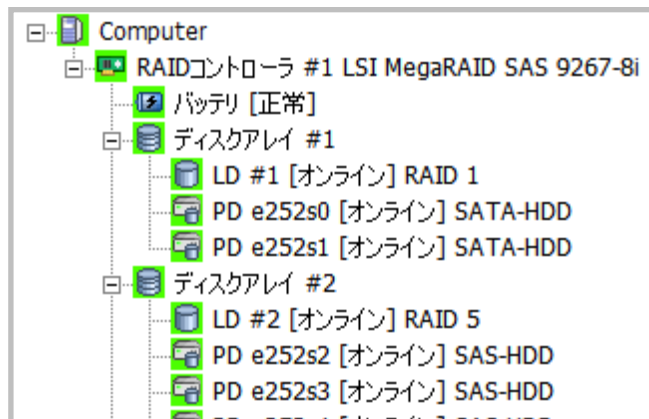 Computer
RAIDコントローラ #1 LSI MegaRAID SAS 9267-8i
バッテリ [正常]
ディスクアレイ #1
LD #1 [オンライン] RAID 1
PD e252s0 [オンライン] SATA-HDD
PD e252s1 [オンライン] SATA-HDD
ディスクアレイ #2
LD #2 [オンライン] RAID 5
PD e252s2 [オンライン] SAS-HDD
PD e252s3 [オンライン] SAS-HDD